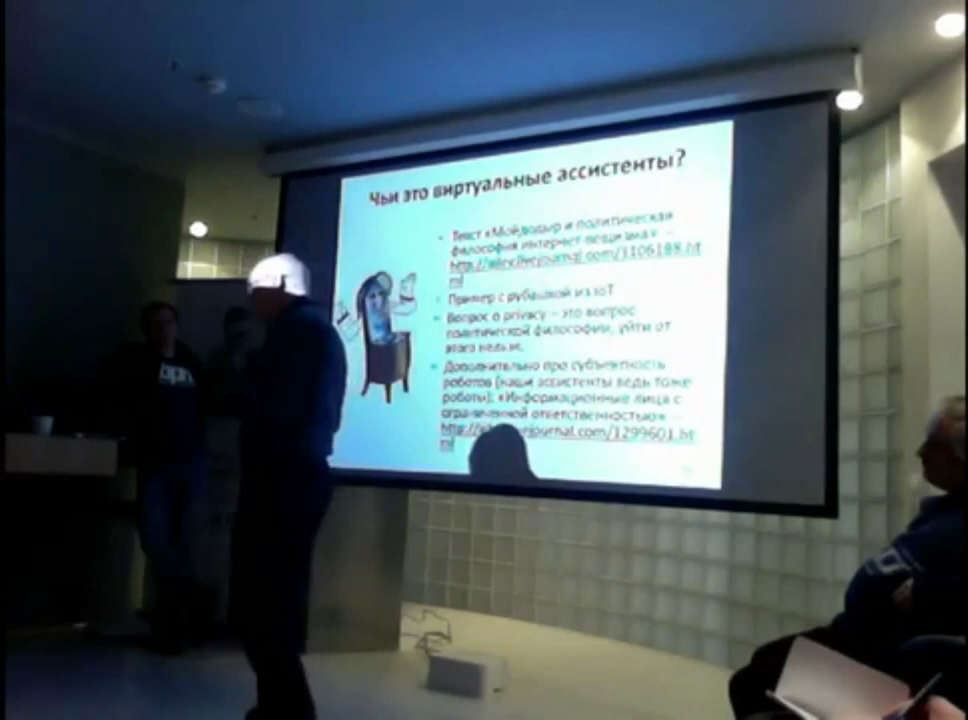 Чьи это виртуальные ассистенты?
Текст «Мойдодыр и политическая
философия интернет-вещизма» –
http://ailev.livejournal.com/1106188.ht
ml
Пример с рубашкой из IoT
Вопрос о privacy – это вопрос
политической философии, уйти от
этого нельзя.
Дополнительно про субъектность
роботов (наши ассистенты ведь тоже
роботы): «Информационные лица с
ограниченной ответственностью» –
livejournal.com/1299601.ht
ml